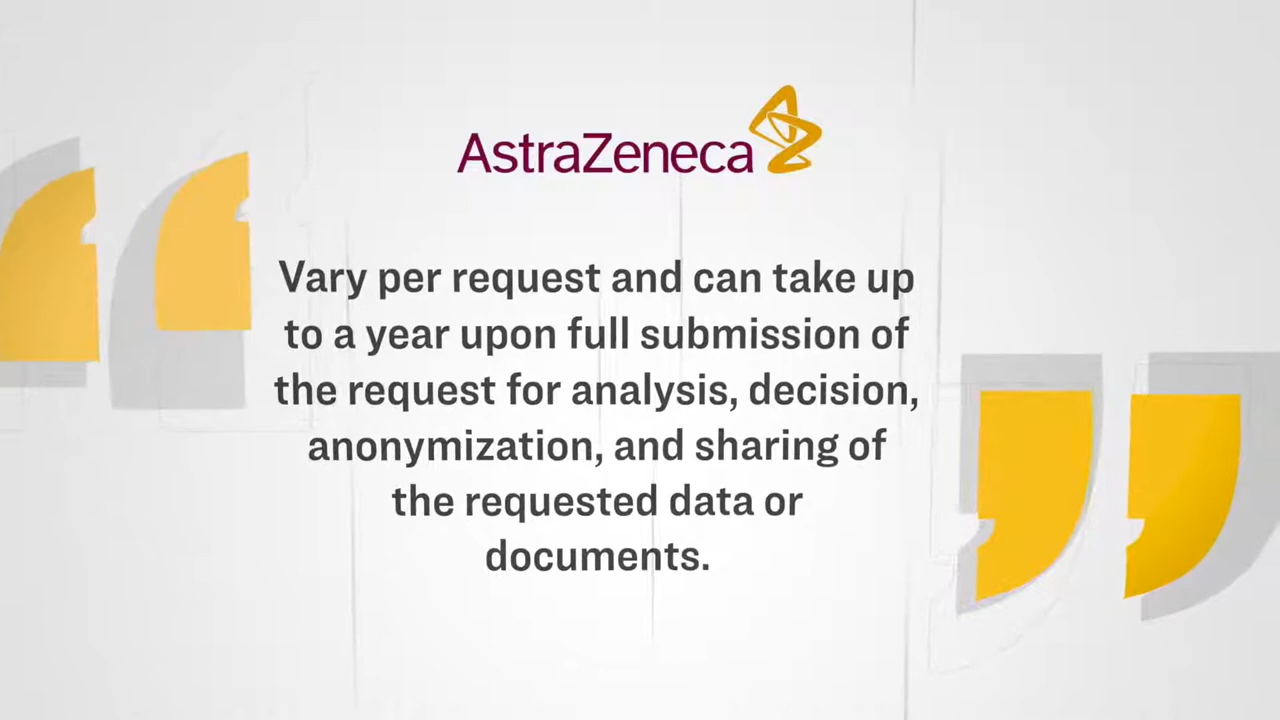 AstraZeneca
Vary per request and can take up
to a year upon full submission of
the request for analysis, decision,
anonymization, and sharing of
the requested data or
documents.